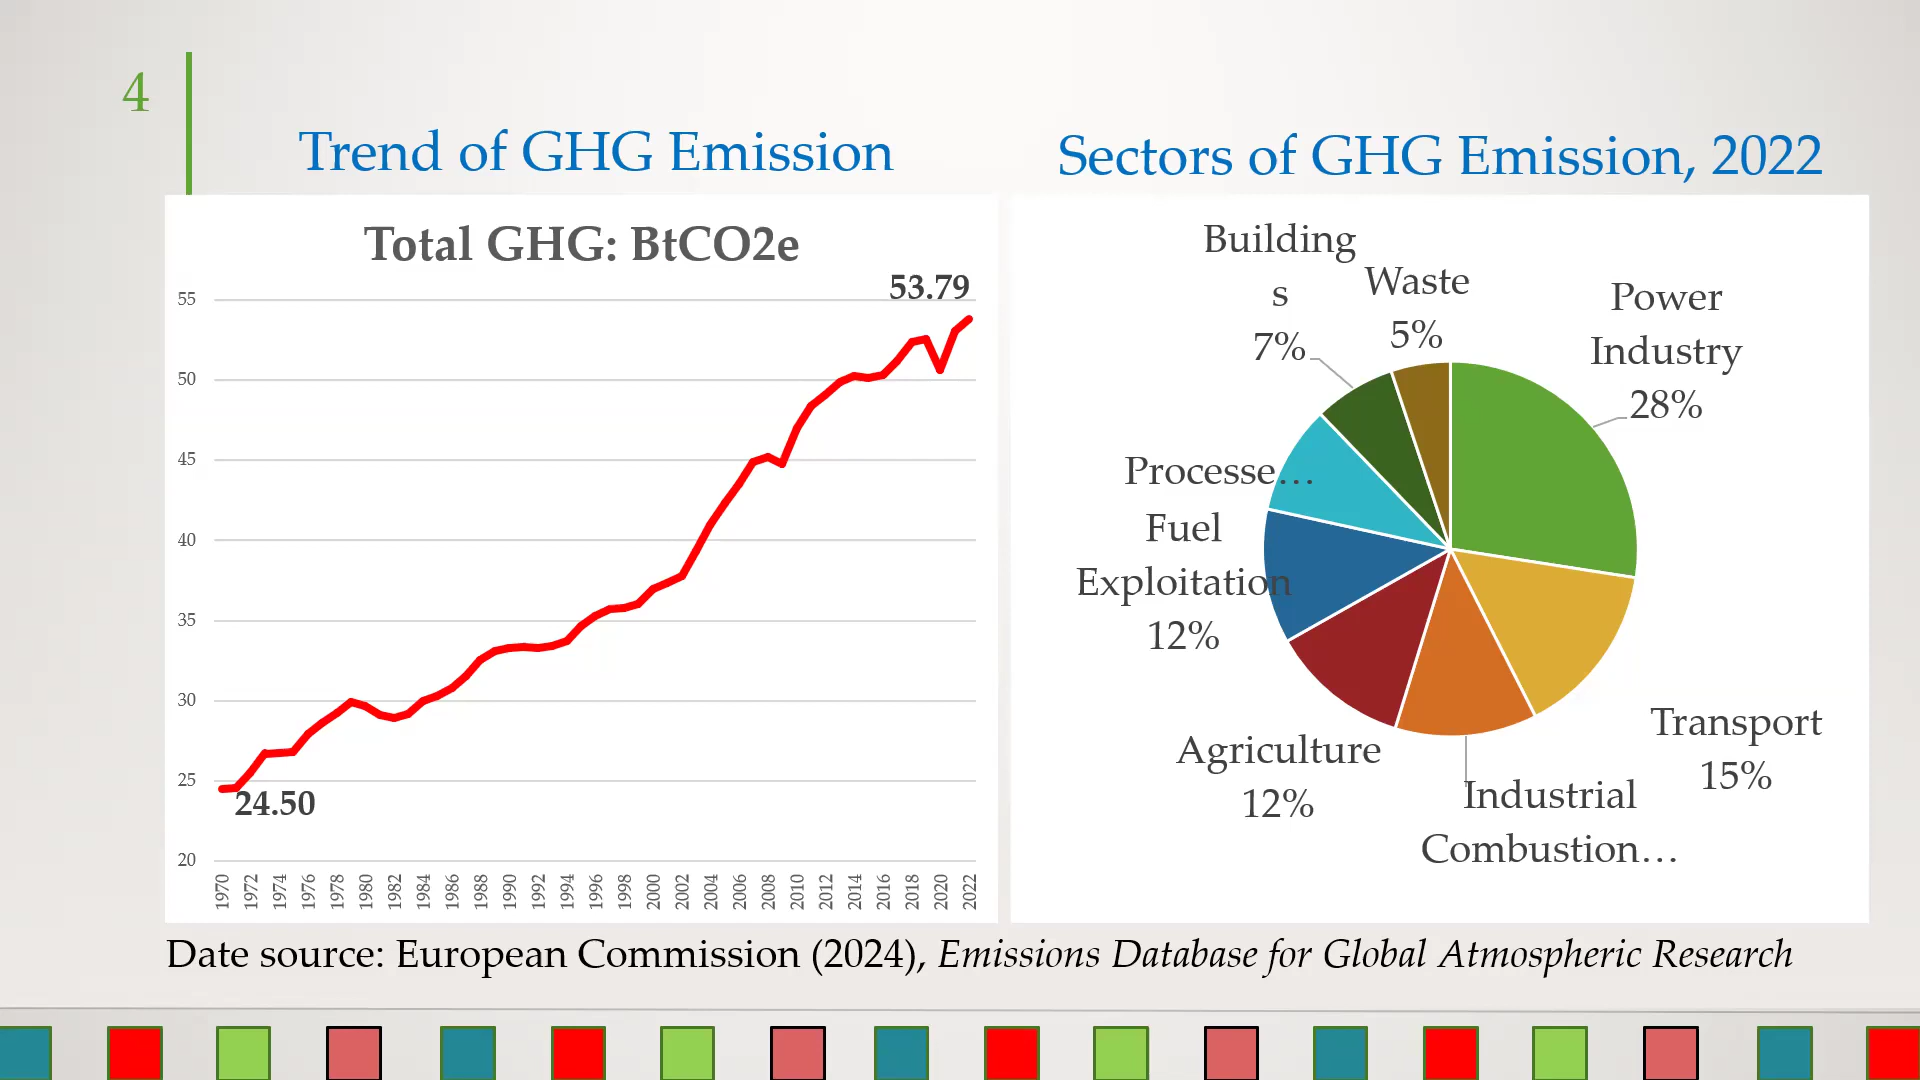 4
Trend of GHG Emission
Sectors of GHG Emission, 2022
Total GHG: BtCO2e
53.79
55
50
45
40
35
30
25
20
24.50
1970
1972
1974
1976
1978
1980
1982
1984
1986
1988
1990
1992
1994
1996
1998
2000
2002
2004
2006
2008
2010
2012
2014
2016
2018
2020
2022
Building
s
7%
Waste
5%
Power
Industry
28%
Processe…
Fuel
Exploitation
12%
Agriculture
12%
Industrial
Combustion…
Transport
15%
Date source: European Commission (2024), Emissions Database for Global Atmospheric Research